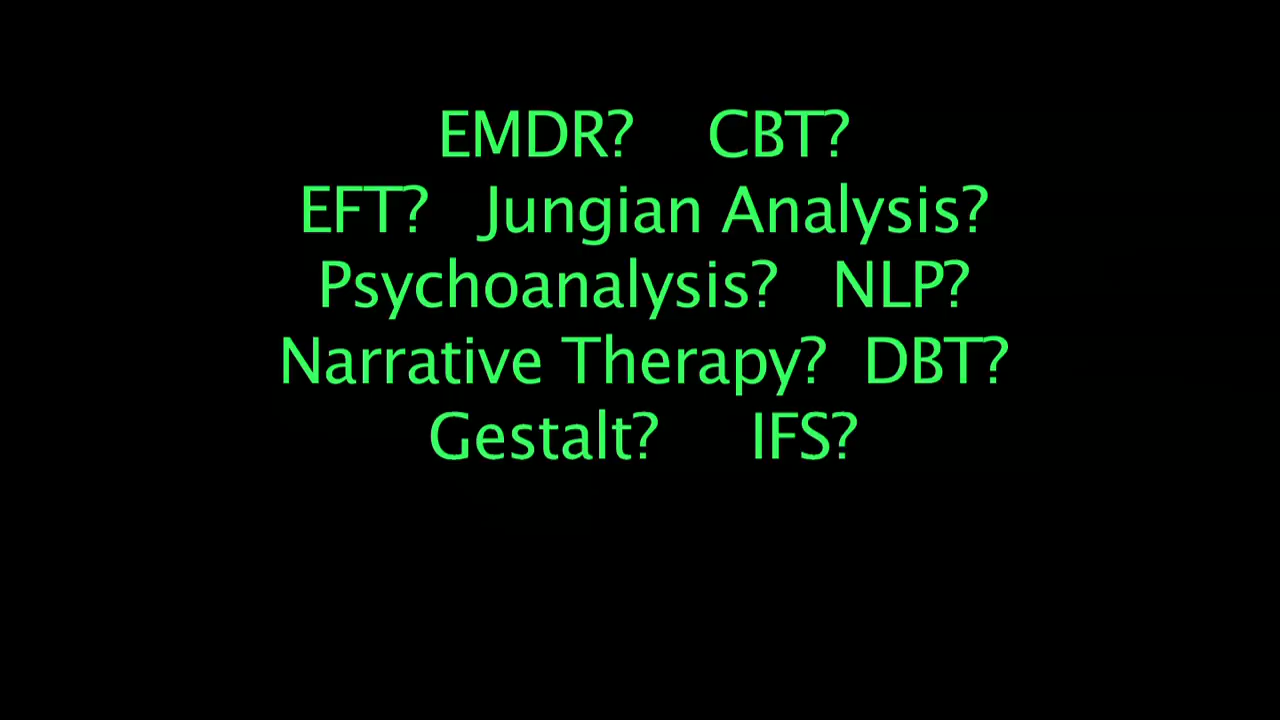 EMDR? CBT?
EFT? Jungian Analysis?
Psychoanalysis? NLP?
Narrative Therapy? DBT?
Gestalt? IFS?